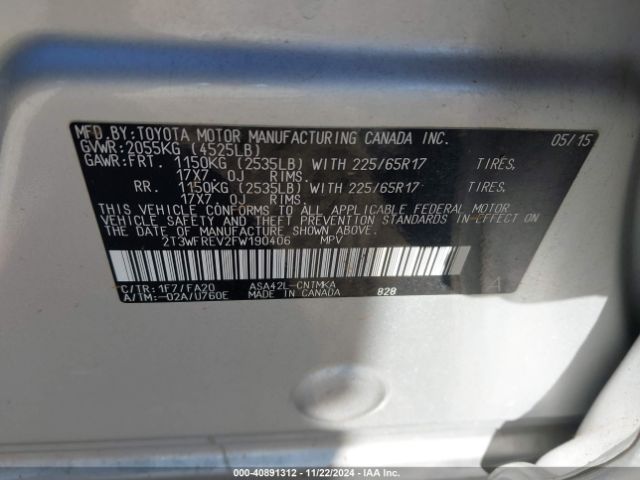 MFD.BY:TOYOTA MOTOR MANUFACTURING CANADA INC. 05/15
GVWR:2055KG (4525LB)
GAWR:FRT. 1150KG (2535LB) WITH 225/65R17 TIRES,
17X7 0J RIMS.
RR. 1150KG (2535LB) WITH 225/65R17 TIRES,
17X7 0J RIMS.
THIS VEHICLE CONFORMS TO ALL APPLICABLE FEDERAL MOTOR
VEHICLE SAFETY AND THEFT PREVENTION STANDARDS IN EFFECT ON
THE DATE OF MANUFACTURE SHOWN ABOVE.
2T3WFREV2FW190406 MPV
C/TR:1F7/FA20 ASA42L-CNTMKA A
A/TM:-02A/U760E MADE IN CANADA 828
000-40891312 - 11/22/2024 - IAA Inc.